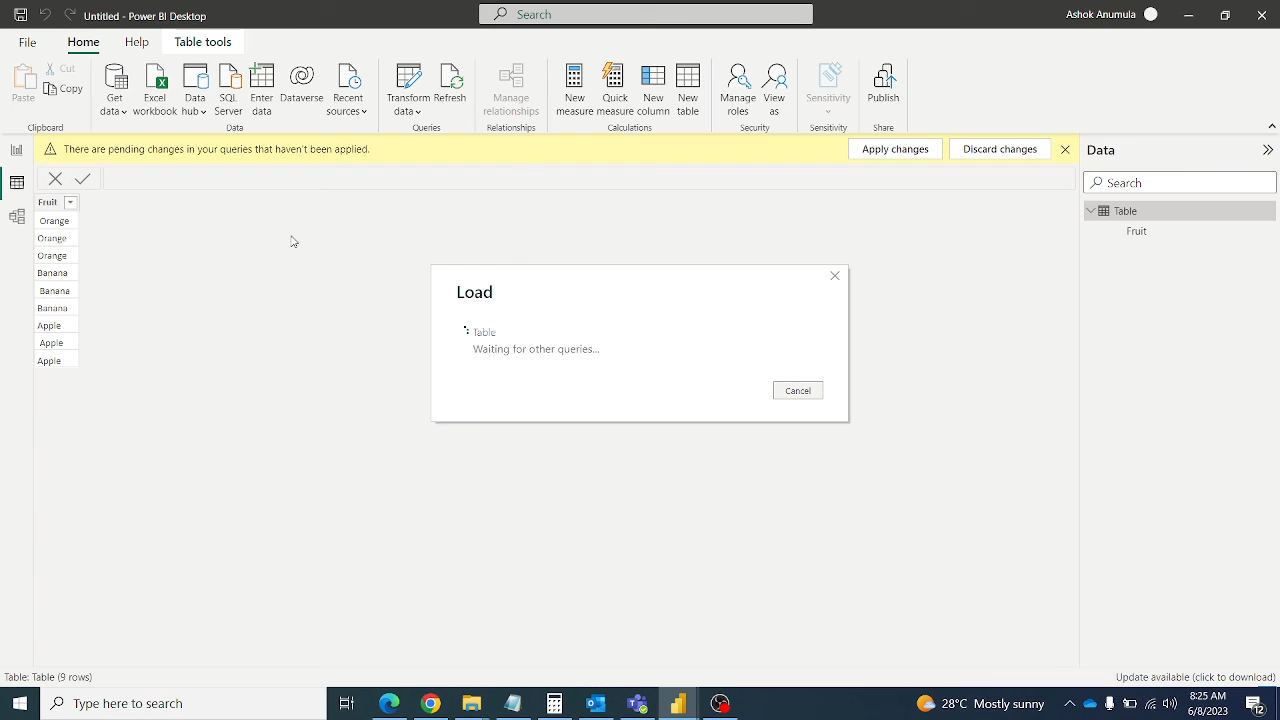 Untitled - Power BI Desktop
Search
Ashok Anumula
File
Home
Help
Table tools
Paste
Cut
Copy
Clipboard
Get data
Excel workbook
Data hub
SQL Server
Enter data
Dataverse
Recent sources
Data
Transform data
Refresh
Queries
Manage relationships
Relationships
New measure
Quick measure
New column
New table
Calculations
Manage roles
View as
Security
Sensitivity
Sensitivity
Publish
Share
There are pending changes in your queries that haven't been applied.
Apply changes
Discard changes
Data
Search
Table
Fruit
Fruit
Orange
Orange
Orange
Banana
Banana
Banana
Apple
Apple
Apple
Load
Table
Waiting for other queries...
Cancel
Table: Table (9 rows)
Update available (click to download)
Type here to search
28°C Mostly sunny
8:25 AM
6/8/2023
2